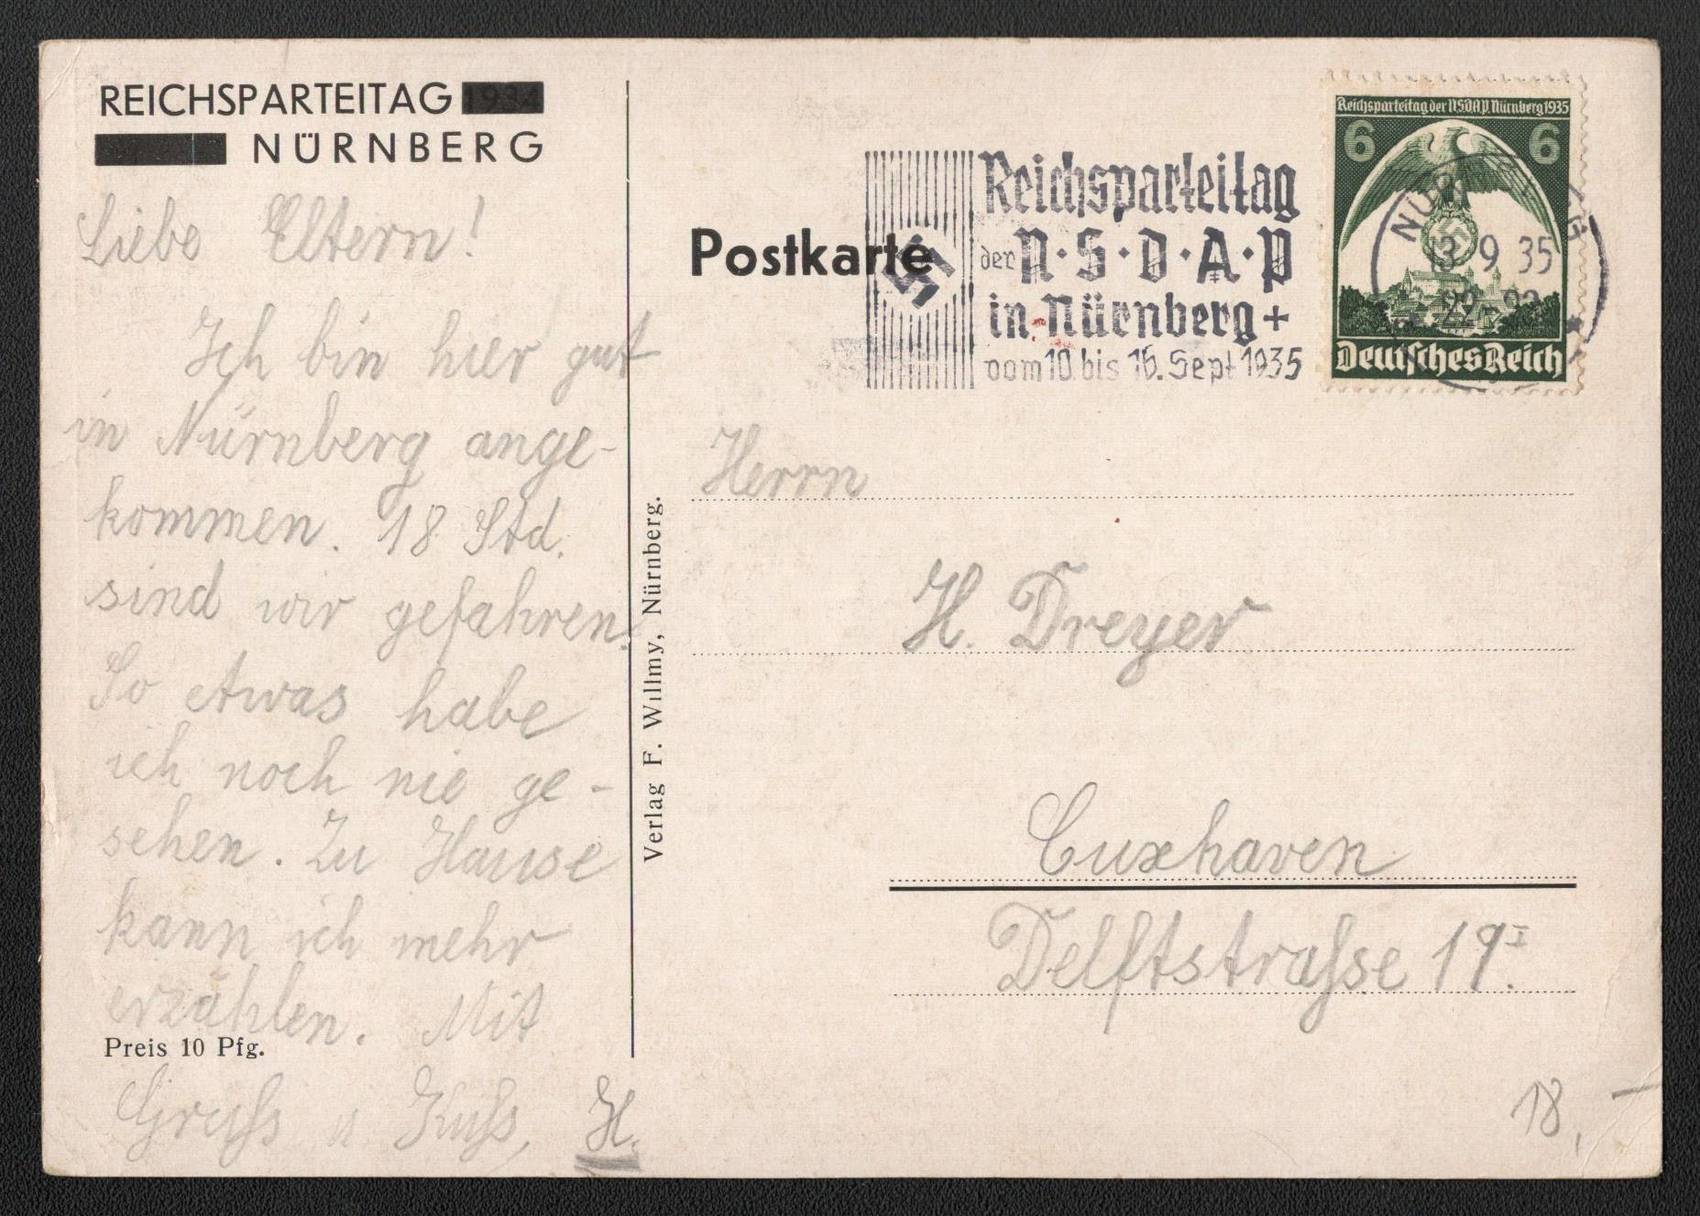 REICHSPARTEITAG 1934
NÜRNBERG
Liebe Eltern!
Ich bin hier gut
in Nürnberg ange-
kommen. 18 Std.
sind wir gefahren.
So etwas habe
ich noch nie ge-
sehen. Zu Hause
kann ich mehr
erzählen. Mit
Preis 10 Pfg.
Gruß u Kuß, H.
Verlag F. Willmy, Nürnberg.
Postkarte
Reichsparteitag
der N·S·D·A·P
in Nürnberg +
vom 10. bis 16. Sept 1935
Reichsparteitag der NSDAP Nürnberg 1935
6 6
13 9 35
Deutsches Reich
Herrn
H. Dreyer
Cuxhaven
Delftstraſse 19 I.
18,-